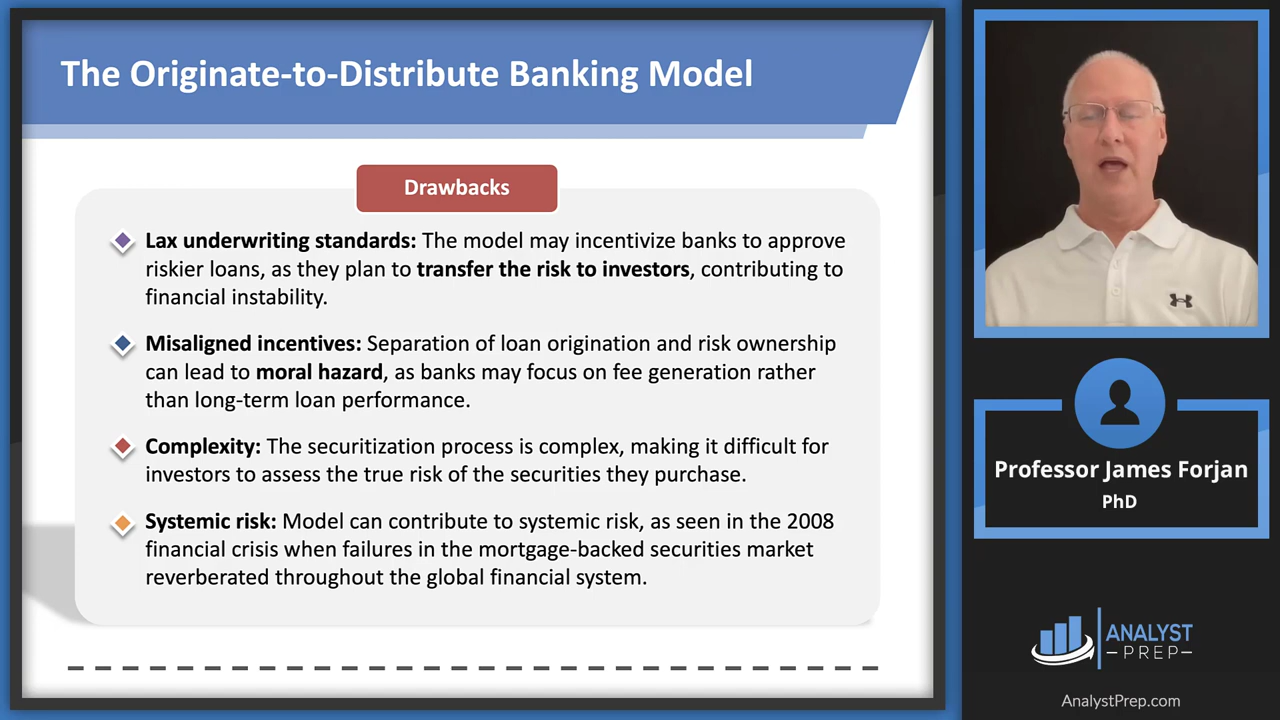 The Originate-to-Distribute Banking Model
Drawbacks
Lax underwriting standards: The model may incentivize banks to approve
riskier loans, as they plan to transfer the risk to investors, contributing to
financial instability.
Misaligned incentives: Separation of loan origination and risk ownership
can lead to moral hazard, as banks may focus on fee generation rather
than long-term loan performance.
Complexity: The securitization process is complex, making it difficult for
investors to assess the true risk of the securities they purchase.
Systemic risk: Model can contribute to systemic risk, as seen in the 2008
financial crisis when failures in the mortgage-backed securities market
reverberated throughout the global financial system.
Professor James Forjan
PhD
ANALYST
PREP
AnalystPrep.com